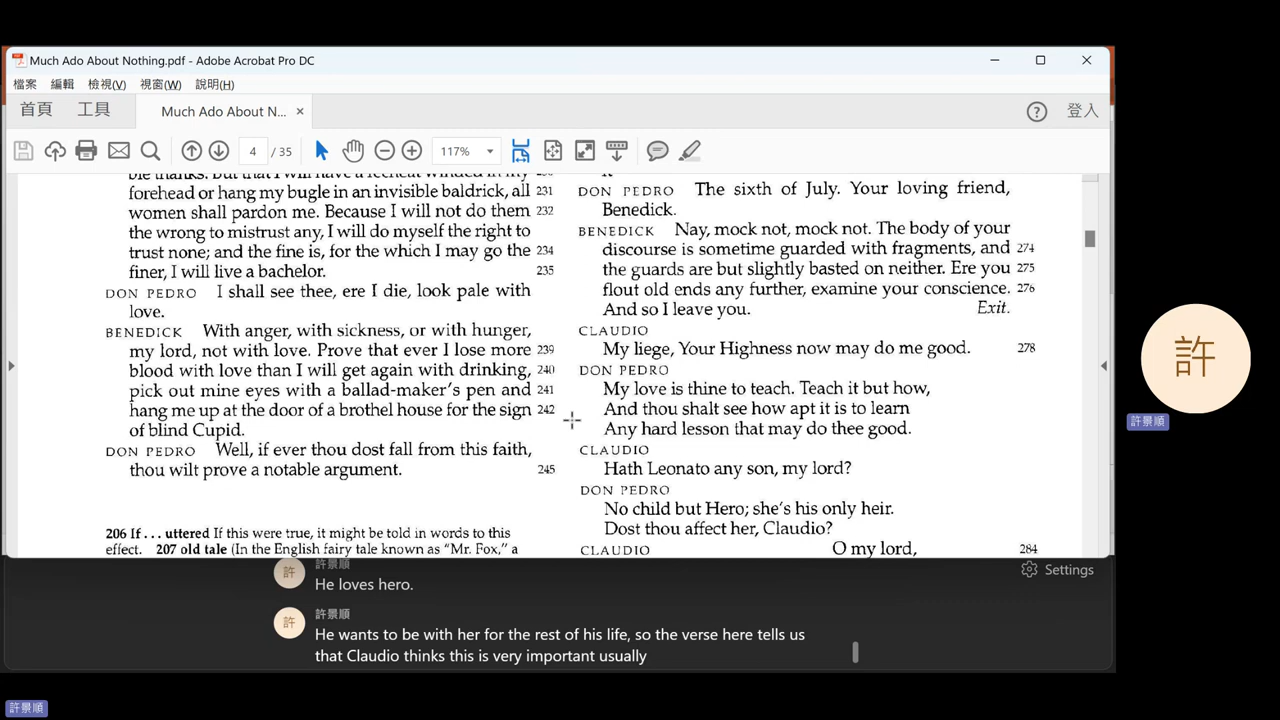 Much Ado About Nothing.pdf - Adobe Acrobat Pro DC
檔案 編輯 檢視(V) 視窗(W) 說明(H)
首頁 工具 Much Ado About N... × 登入
4 / 35 117%
ble thanks. But that I will have a recheat winded in my 230
forehead or hang my bugle in an invisible baldrick, all 231
women shall pardon me. Because I will not do them 232
the wrong to mistrust any, I will do myself the right to
trust none; and the fine is, for the which I may go the 234
finer, I will live a bachelor. 235
DON PEDRO I shall see thee, ere I die, look pale with
love.
BENEDICK With anger, with sickness, or with hunger,
my lord, not with love. Prove that ever I lose more 239
blood with love than I will get again with drinking, 240
pick out mine eyes with a ballad-maker's pen and 241
hang me up at the door of a brothel house for the sign 242
of blind Cupid.
DON PEDRO Well, if ever thou dost fall from this faith,
thou wilt prove a notable argument. 245
206 If . . . uttered If this were true, it might be told in words to this
effect. 207 old tale (In the English fairy tale known as “Mr. Fox,” a
it—
DON PEDRO The sixth of July. Your loving friend,
Benedick.
BENEDICK Nay, mock not, mock not. The body of your
discourse is sometime guarded with fragments, and 274
the guards are but slightly basted on neither. Ere you 275
flout old ends any further, examine your conscience. 276
And so I leave you. Exit.
CLAUDIO
My liege, Your Highness now may do me good. 278
DON PEDRO
My love is thine to teach. Teach it but how,
And thou shalt see how apt it is to learn
Any hard lesson that may do thee good.
CLAUDIO
Hath Leonato any son, my lord?
DON PEDRO
No child but Hero; she's his only heir.
Dost thou affect her, Claudio?
CLAUDIO O my lord, 284
許
許景順
Settings
許 許景順
He loves hero.
許 許景順
He wants to be with her for the rest of his life, so the verse here tells us
that Claudio thinks this is very important usually
許景順